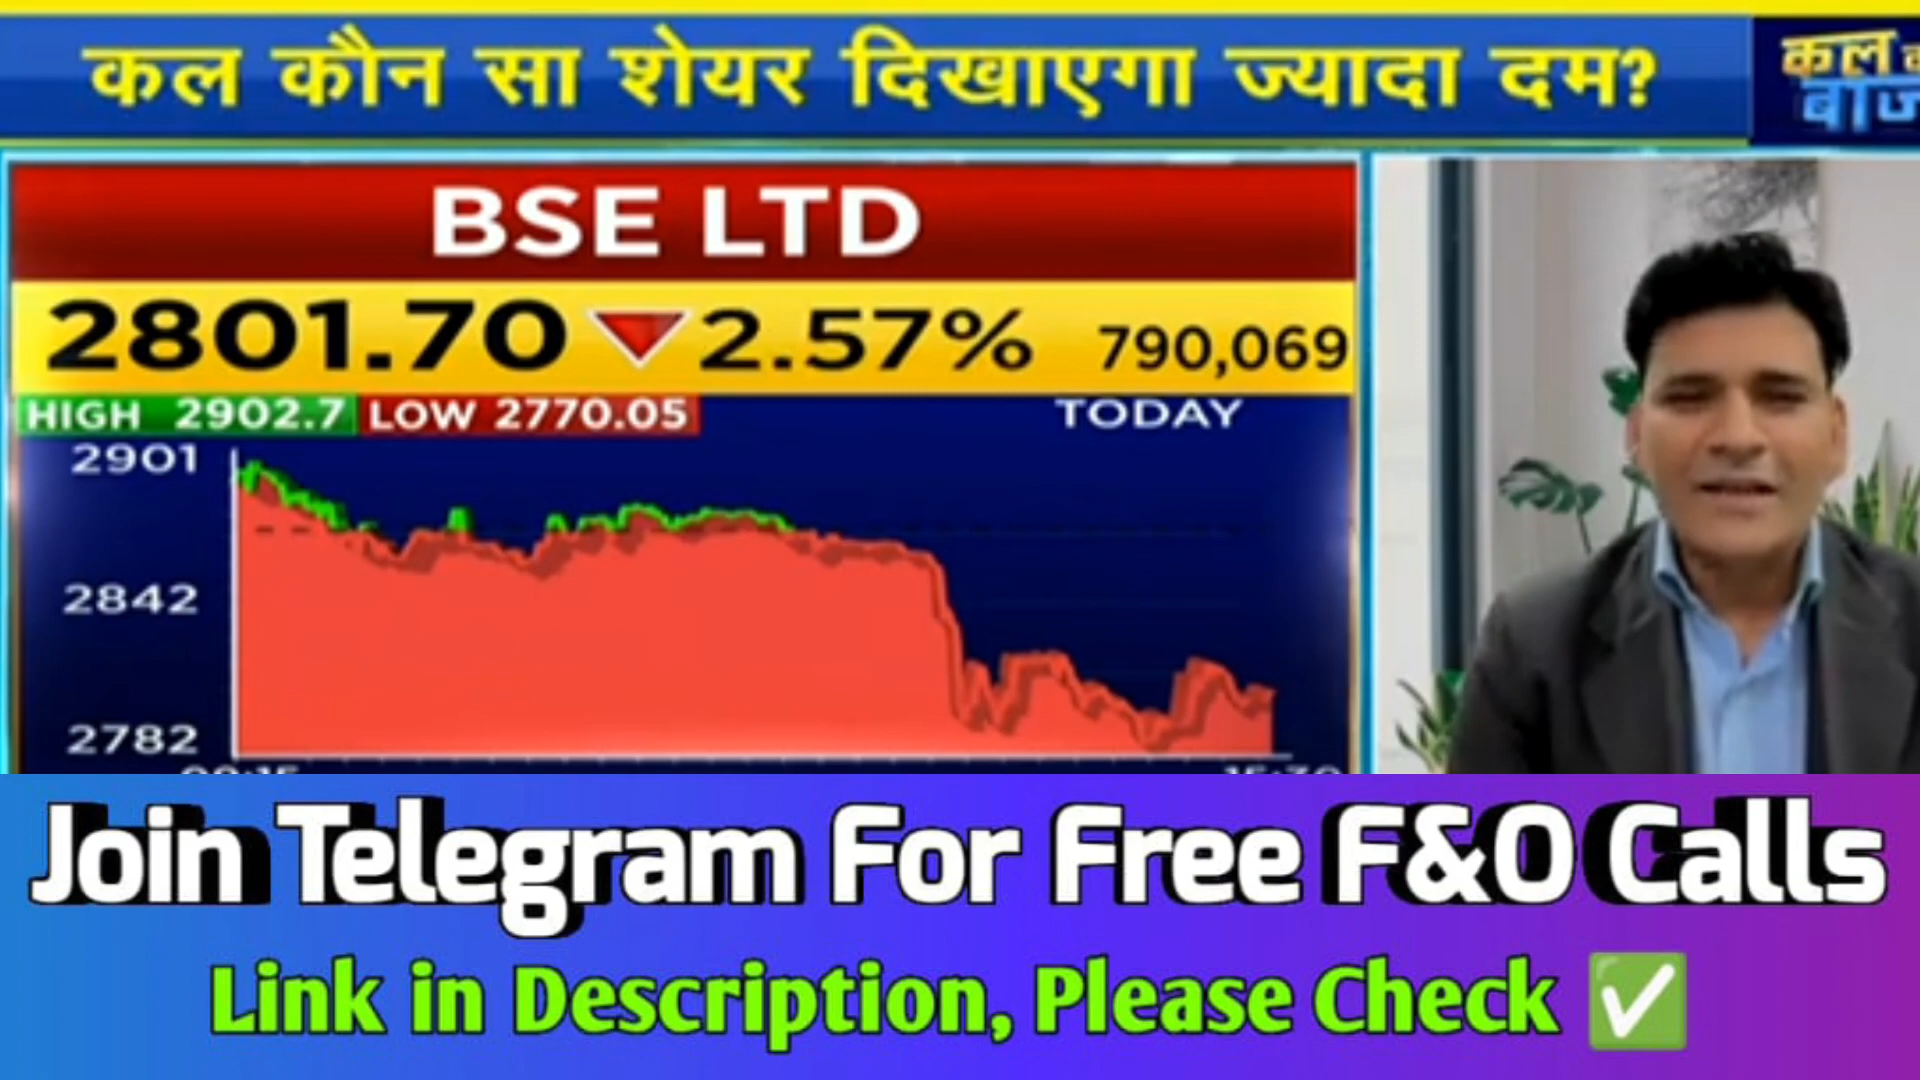 कल कौन सा शेयर दिखाएगा ज्यादा दम?
कल
BSE LTD
2801.70 ▼ 2.57% 790,069
HIGH 2902.7 LOW 2770.05 TODAY
2901
2842
2782
Join Telegram For Free F&O Calls
Link in Description, Please Check ✅